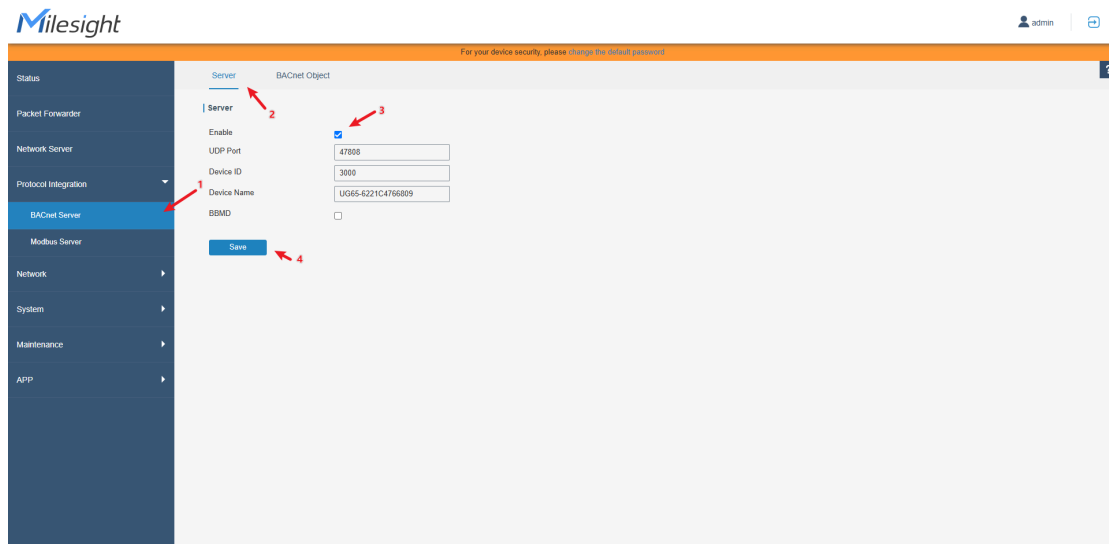 Milesight
admin
For your device security, please change the default password
?
Status
Packet Forwarder
Network Server
Protocol Integration
1
BACnet Server
Modbus Server
Network
System
Maintenance
APP
Server BACnet Object
2
Server
3
Enable
UDP Port 47808
Device ID 3000
Device Name UG65-6221C4766809
BBMD
Save
4